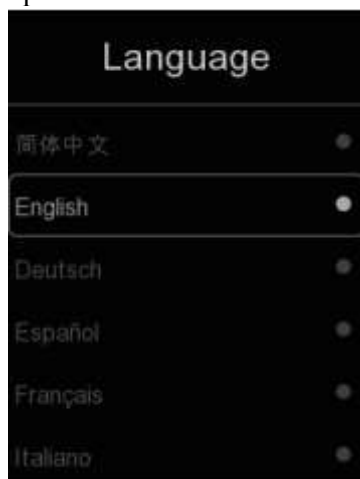 Language
简体中文
English
Deutsch
Español
Français
Italiano